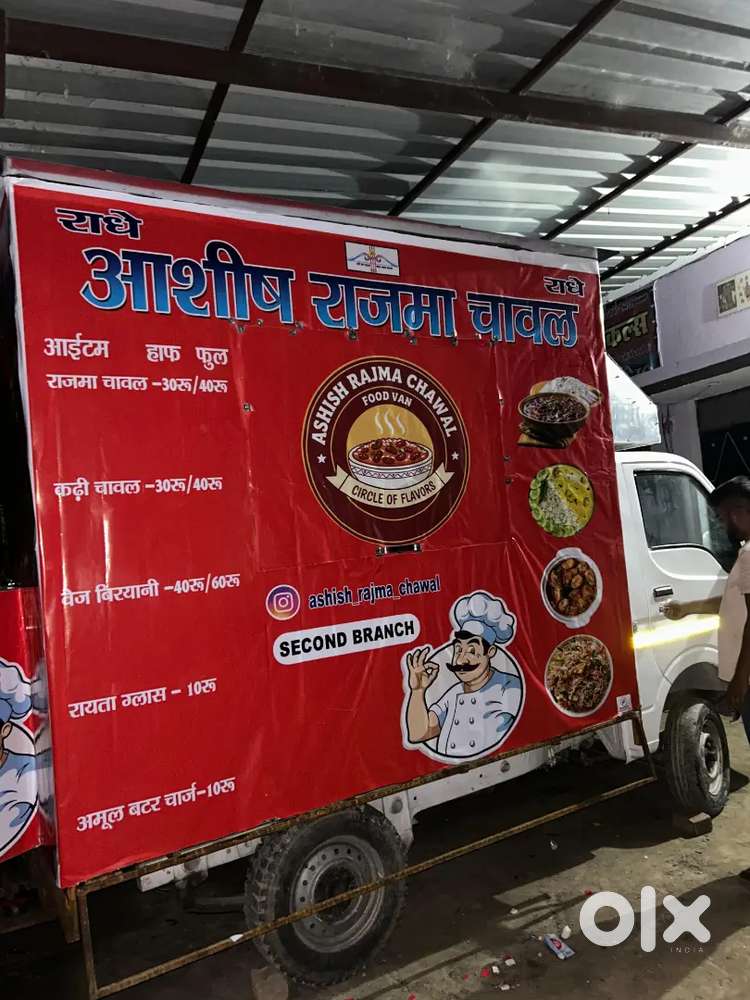 राधे
राधे
आशीष राजमा चावल
आईटम हाफ फुल
राजमा चावल -30रू/40रू
ASHISH RAJMA CHAWAL
FOOD VAN
CIRCLE OF FLAVORS
कढ़ी चावल -30रू/40रू
वेज बिरयानी -40रू/60रू
ashish_rajma_chawal
SECOND BRANCH
रायता ग्लास - 10रू
अमूल बटर चार्ज-10रू
olx
INDIA